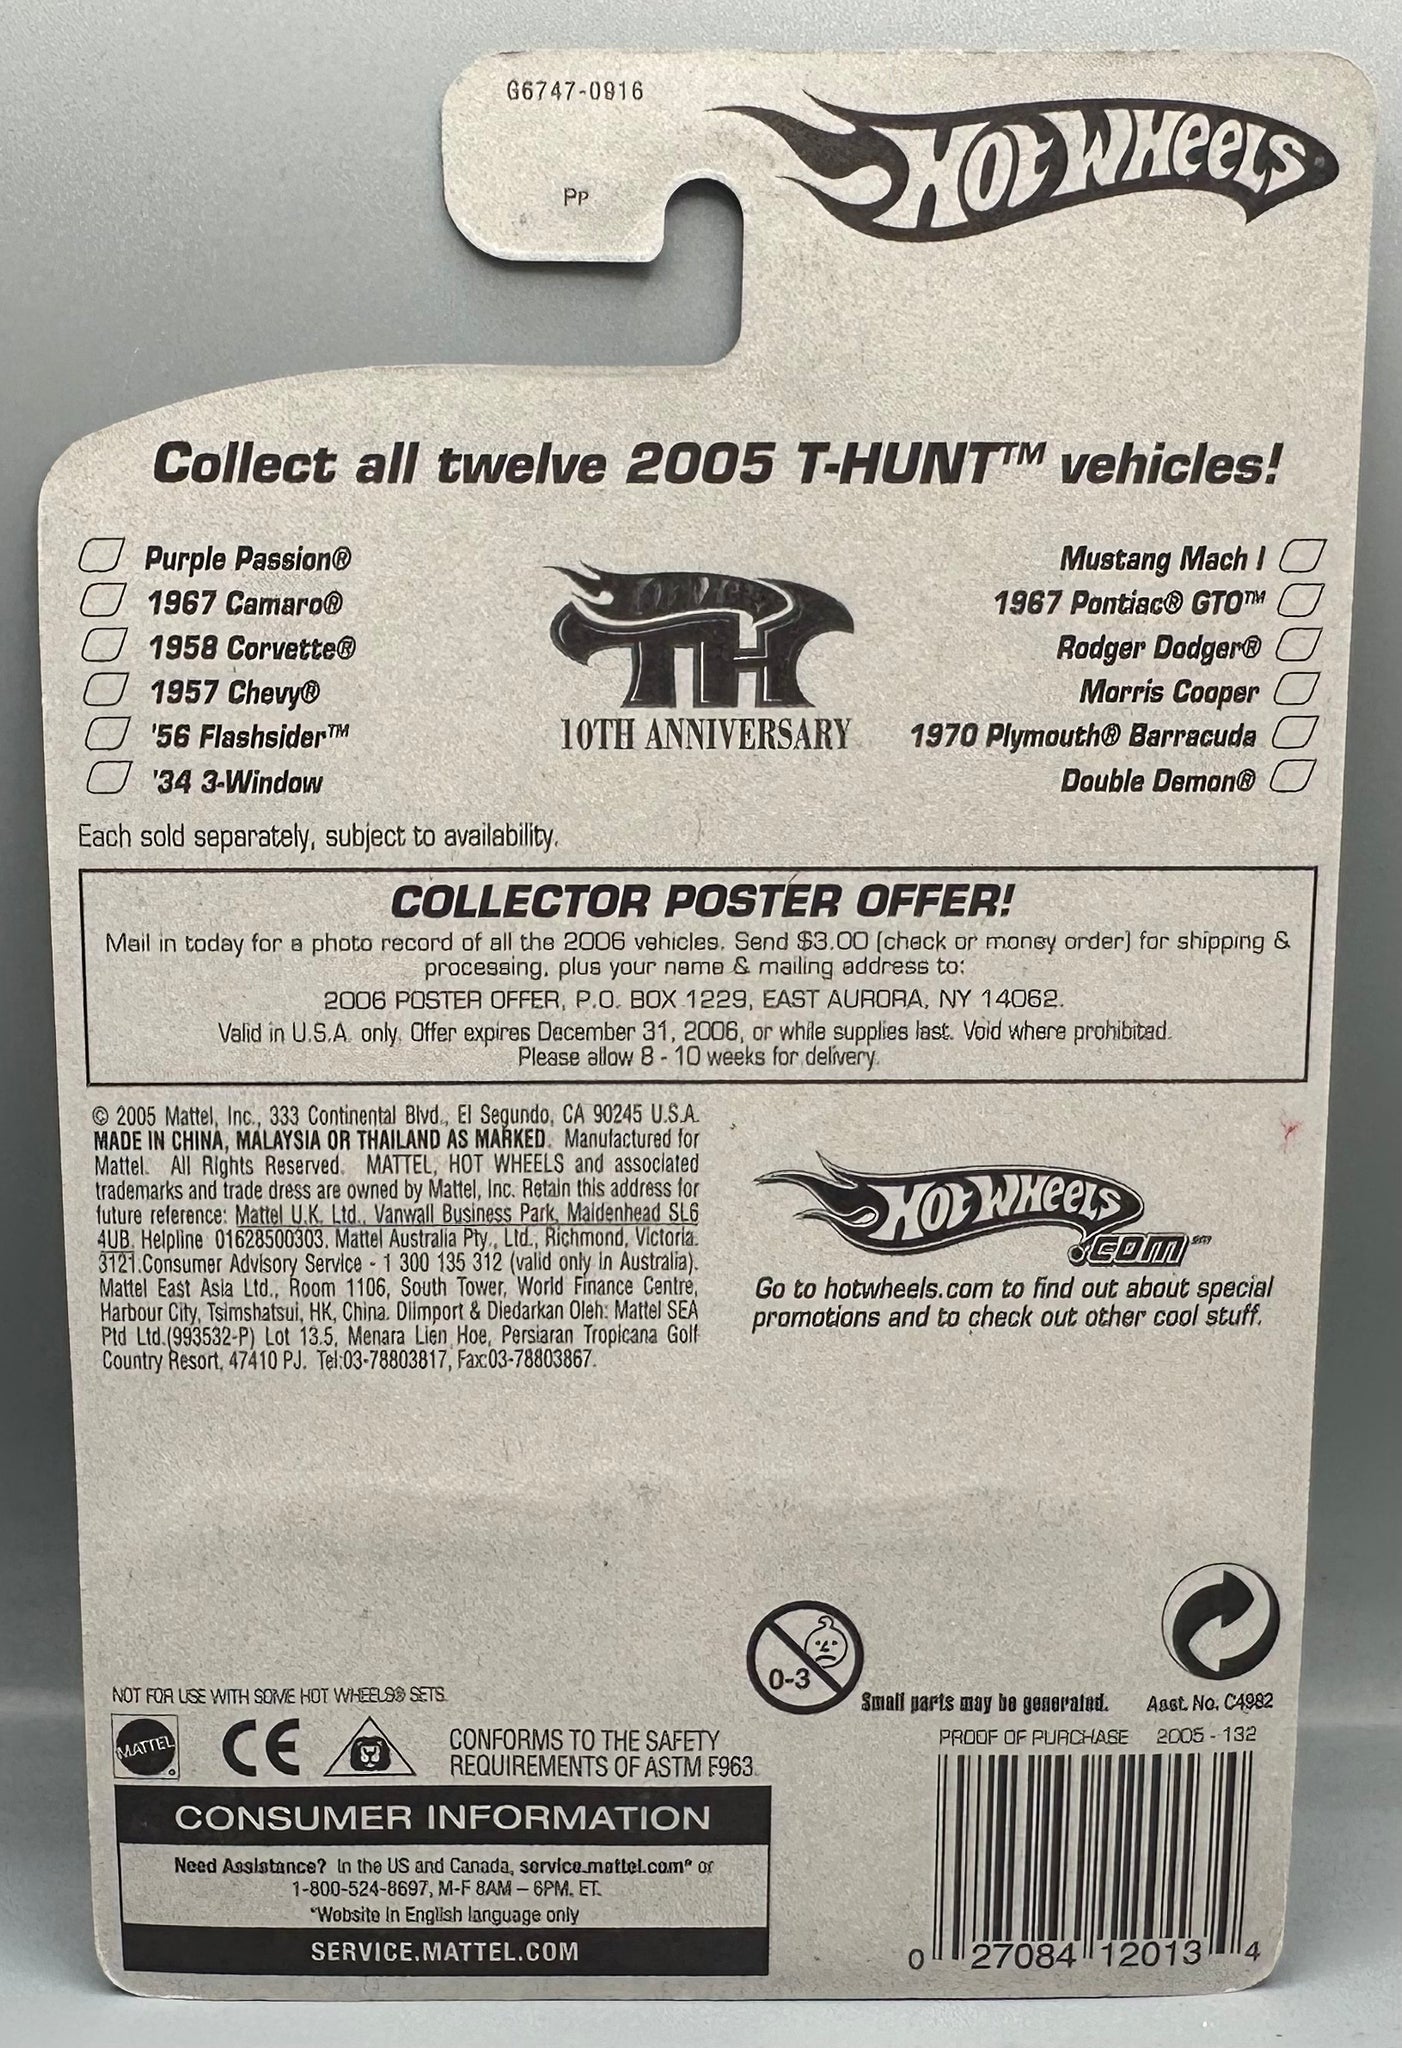 G6747-0916
HOT WHEELS
PP
Collect all twelve 2005 T-HUNT™ vehicles!
Purple Passion®
1967 Camaro®
1958 Corvette®
1957 Chevy®
'56 Flashsider™
'34 3-Window
TH
10TH ANNIVERSARY
Mustang Mach I
1967 Pontiac® GTO™
Rodger Dodger®
Morris Cooper
1970 Plymouth® Barracuda
Double Demon®
Each sold separately, subject to availability.
COLLECTOR POSTER OFFER!
Mail in today for a photo record of all the 2006 vehicles. Send $3.00 (check or money order) for shipping &
processing, plus your name & mailing address to:
2006 POSTER OFFER, P.O. BOX 1229, EAST AURORA, NY 14062.
Valid in U.S.A. only. Offer expires December 31, 2006, or while supplies last. Void where prohibited.
Please allow 8 - 10 weeks for delivery.
© 2005 Mattel, Inc., 333 Continental Blvd., El Segundo, CA 90245 U.S.A.
MADE IN CHINA, MALAYSIA OR THAILAND AS MARKED. Manufactured for
Mattel. All Rights Reserved. MATTEL, HOT WHEELS and associated
trademarks and trade dress are owned by Mattel, Inc. Retain this address for
future reference: Mattel U.K. Ltd., Vanwall Business Park, Maidenhead SL6
4UB. Helpline 01628500303. Mattel Australia Pty., Ltd., Richmond, Victoria.
3121.Consumer Advisory Service - 1 300 135 312 (valid only in Australia).
Mattel East Asia Ltd., Room 1106, South Tower, World Finance Centre,
Harbour City, Tsimshatsui, HK, China. Diimport & Diedarkan Oleh: Mattel SEA
Ptd Ltd.(993532-P) Lot 13.5, Menara Lien Hoe, Persiaran Tropicana Golf
Country Resort, 47410 PJ. Tel:03-78803817, Fax:03-78803867.
HOT WHEELS
.com
Go to hotwheels.com to find out about special
promotions and to check out other cool stuff.
0-3
Small parts may be generated.
Asst. No. C4982
NOT FOR USE WITH SOME HOT WHEELS® SETS.
MATTEL
CE
CONFORMS TO THE SAFETY
REQUIREMENTS OF ASTM F963.
PROOF OF PURCHASE 2005 - 132
CONSUMER INFORMATION
Need Assistance? In the US and Canada, service.mattel.com* or
1-800-524-8697, M-F 8AM – 6PM, ET.
*Website in English language only
SERVICE.MATTEL.COM
0 27084 12013 4